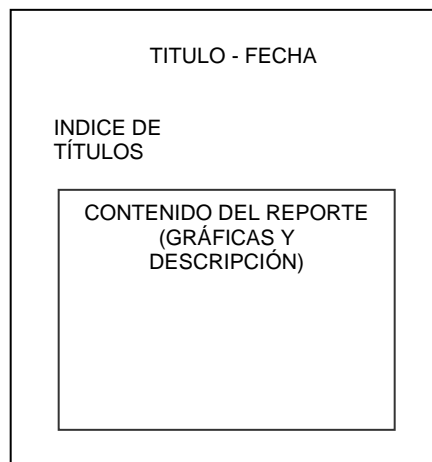 TITULO - FECHA
INDICE DE
TÍTULOS
CONTENIDO DEL REPORTE
(GRÁFICAS Y
DESCRIPCIÓN)